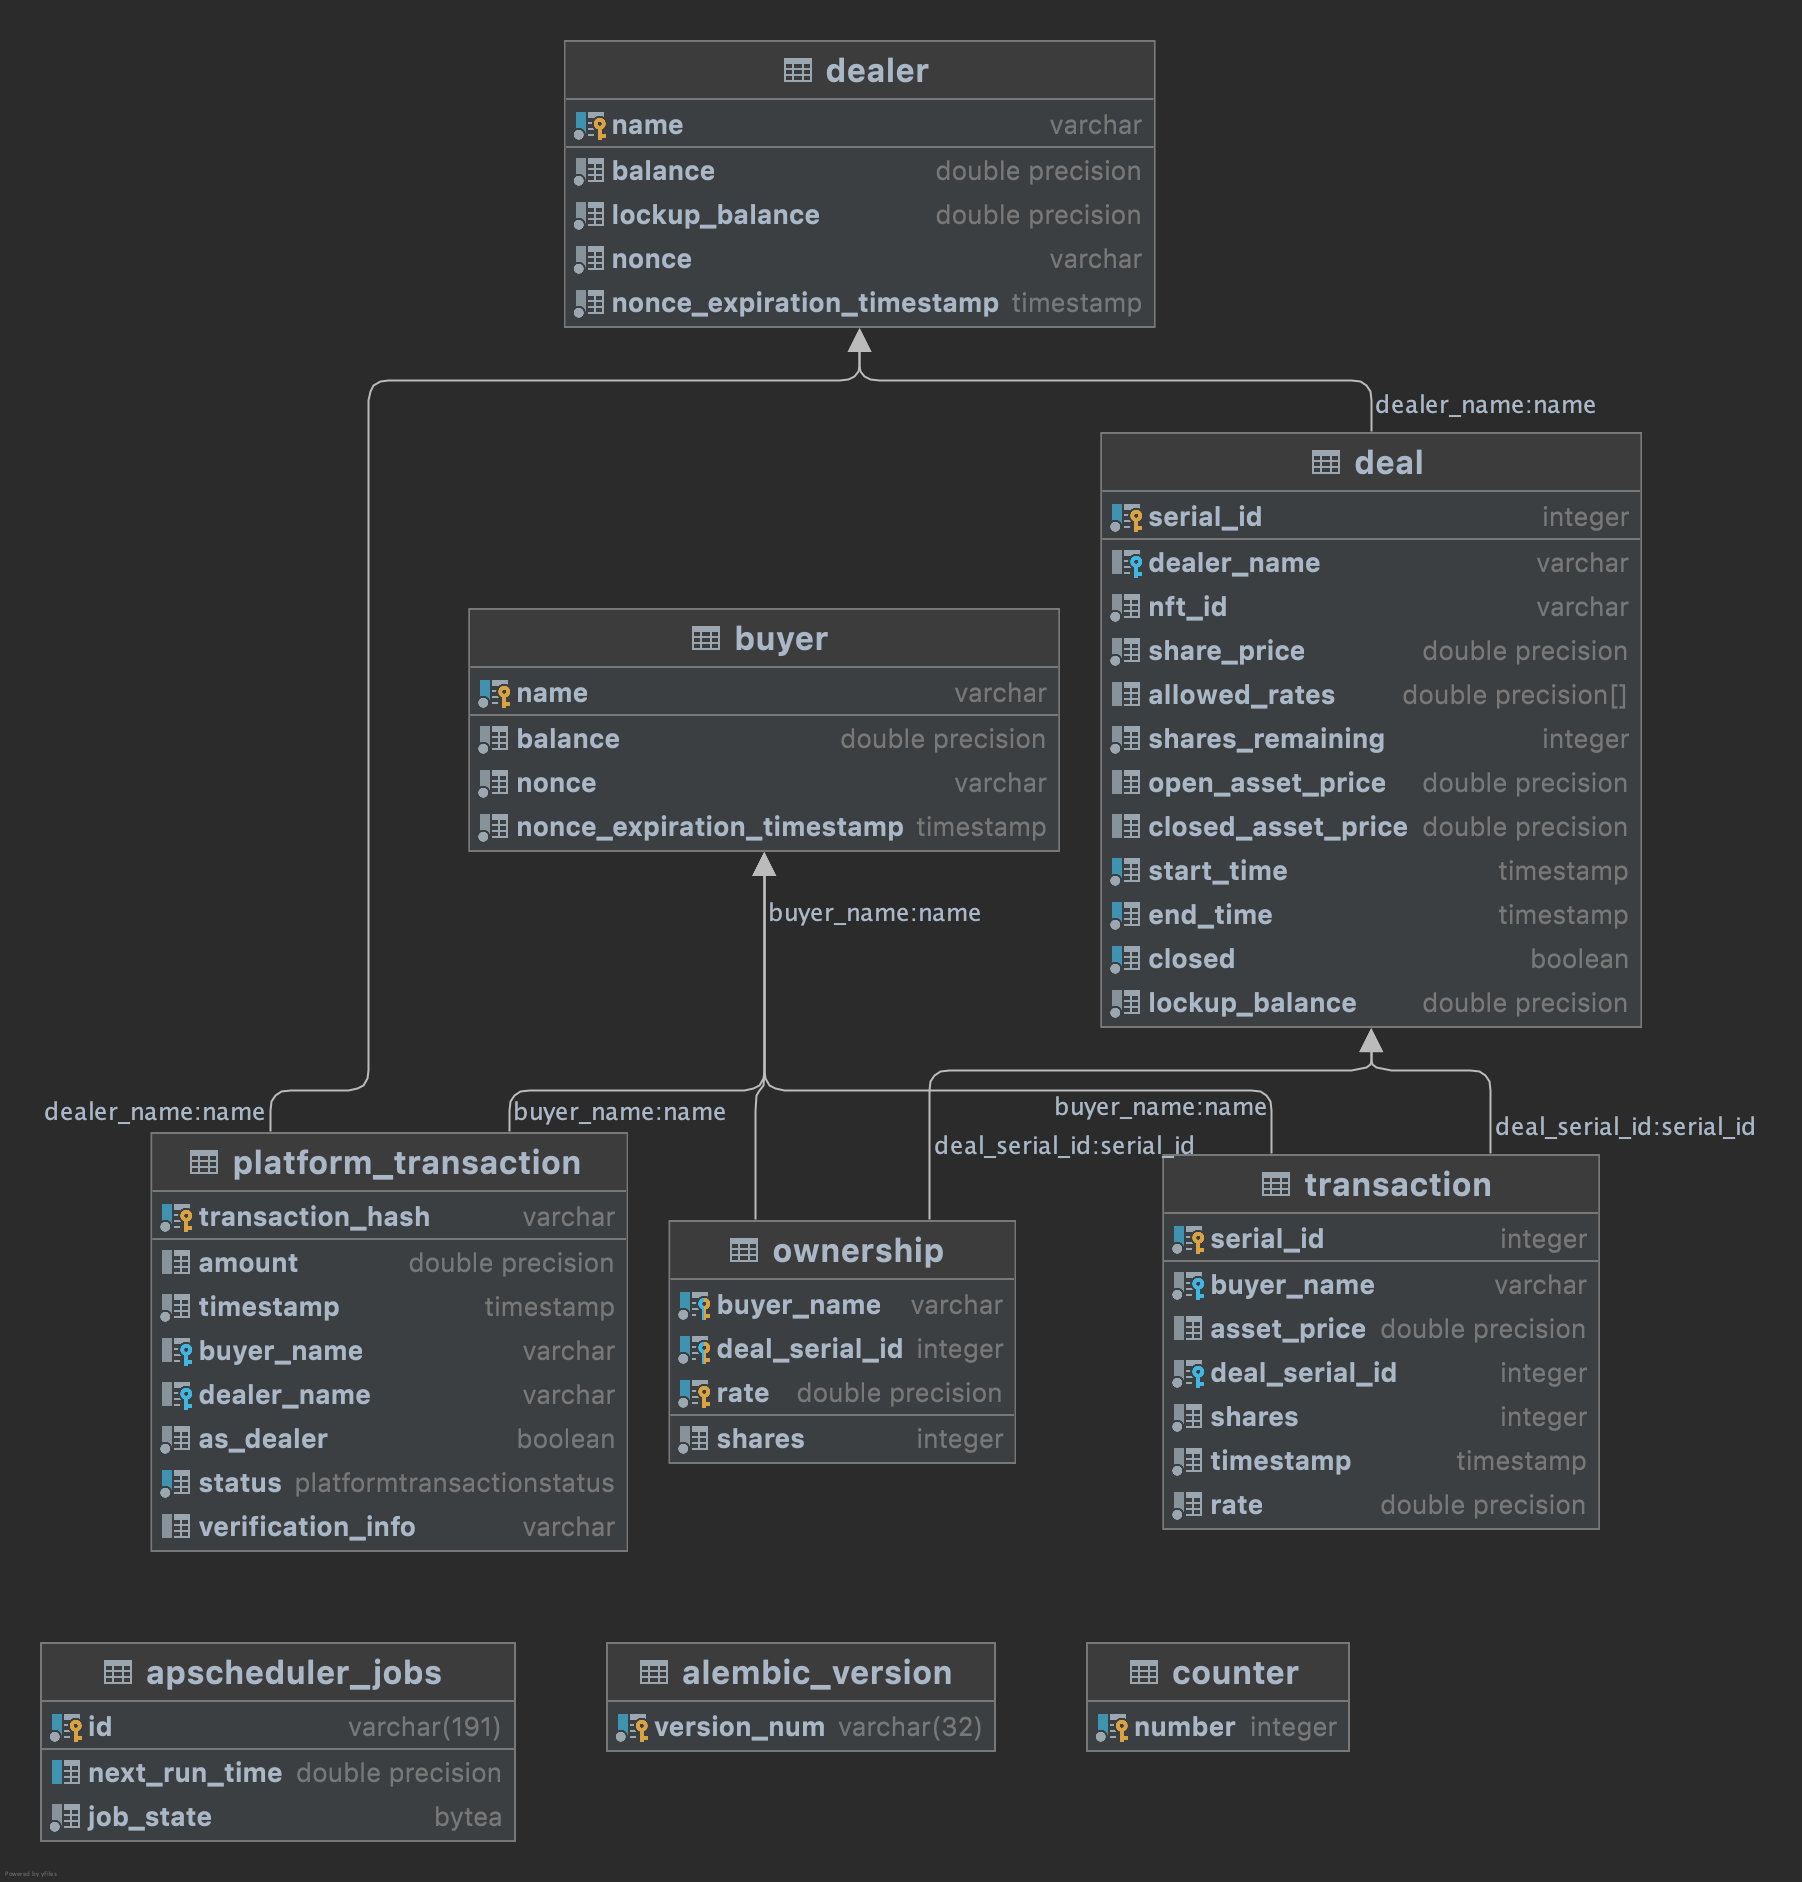 dealer
name varchar
balance double precision
lockup_balance double precision
nonce varchar
nonce_expiration_timestamp timestamp
dealer_name:name
deal
serial_id integer
dealer_name varchar
nft_id varchar
share_price double precision
allowed_rates double precision[]
shares_remaining integer
open_asset_price double precision
closed_asset_price double precision
start_time timestamp
end_time timestamp
closed boolean
lockup_balance double precision
buyer
name varchar
balance double precision
nonce varchar
nonce_expiration_timestamp timestamp
buyer_name:name
dealer_name:name
buyer_name:name
buyer_name:name
deal_serial_id:serial_id
deal_serial_id:serial_id
platform_transaction
transaction_hash varchar
amount double precision
timestamp timestamp
buyer_name varchar
dealer_name varchar
as_dealer boolean
status platformtransactionstatus
verification_info varchar
ownership
buyer_name varchar
deal_serial_id integer
rate double precision
shares integer
transaction
serial_id integer
buyer_name varchar
asset_price double precision
deal_serial_id integer
shares integer
timestamp timestamp
rate double precision
apscheduler_jobs
id varchar(191)
next_run_time double precision
job_state bytea
alembic_version
version_num varchar(32)
counter
number integer
Powered by yFiles